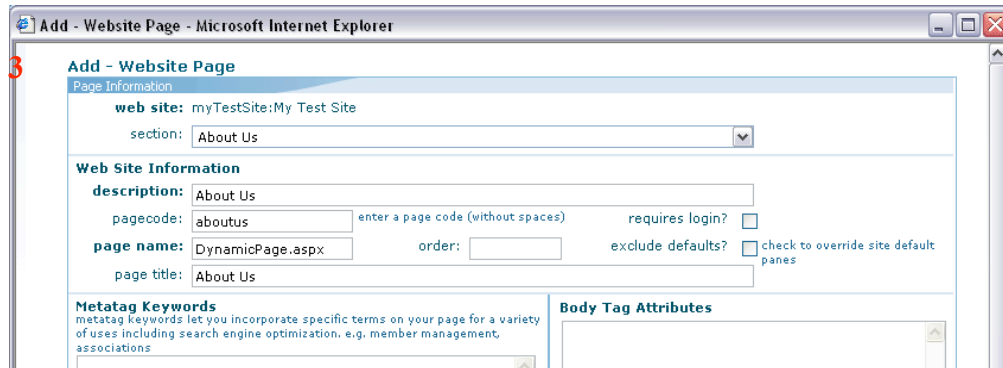 Add - Website Page - Microsoft Internet Explorer
3
Add - Website Page
Page Information
web site: myTestSite:My Test Site
section: About Us
Web Site Information
description: About Us
pagecode: aboutus enter a page code (without spaces) requires login?
page name: DynamicPage.aspx order: exclude defaults? check to override site default panes
page title: About Us
Metatag Keywords
metatag keywords let you incorporate specific terms on your page for a variety
of uses including search engine optimization. e.g. member management,
associations
Body Tag Attributes